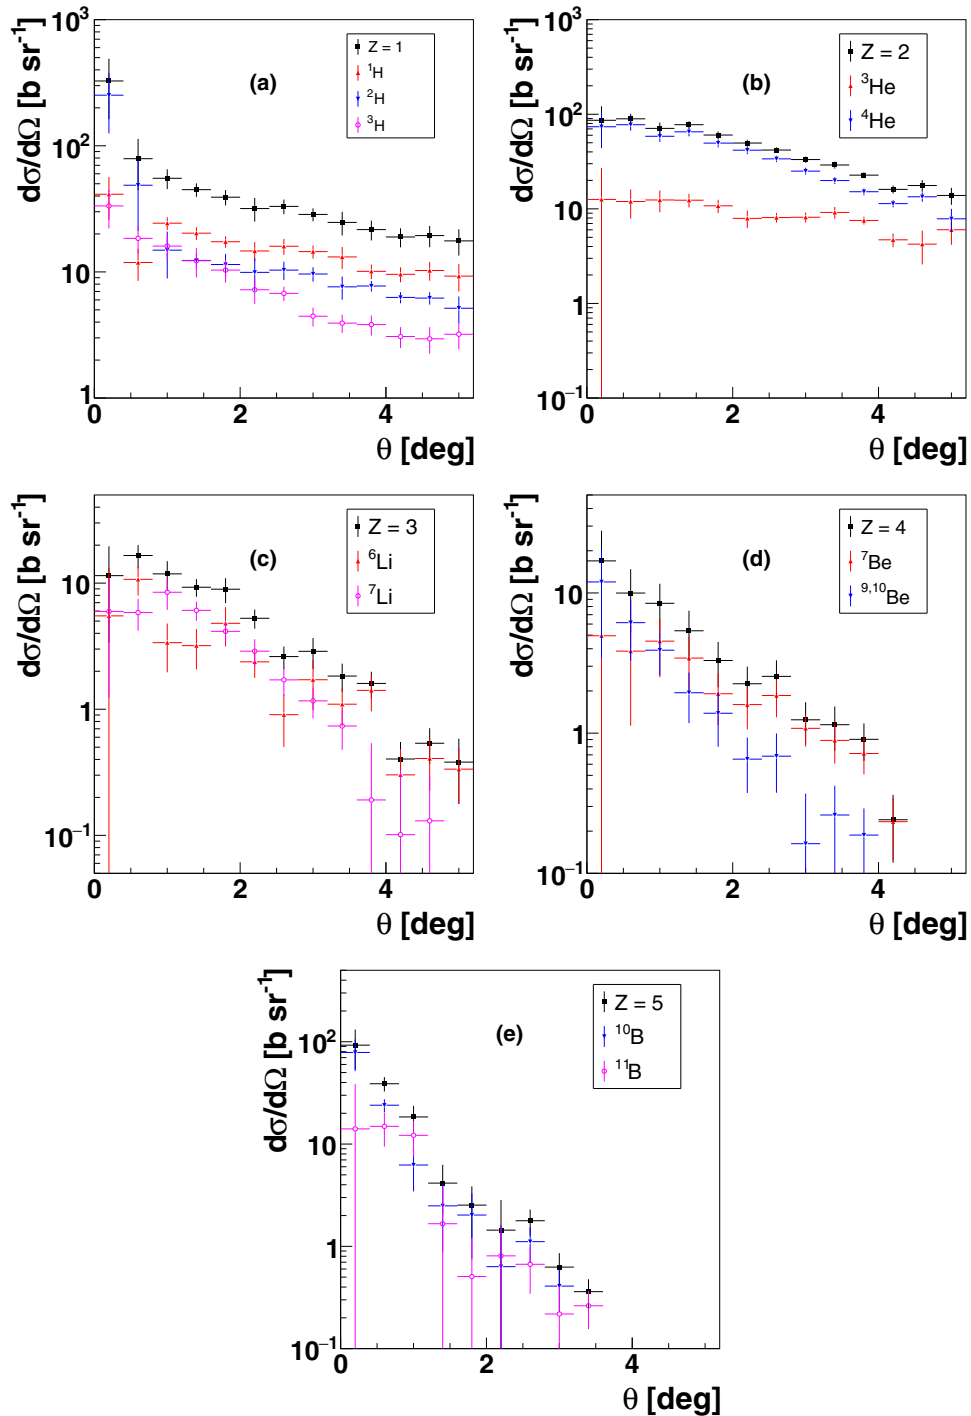 dσ/dΩ [b sr⁻¹]
10³
10²
10
1
0
2
4
θ [deg]
(a)
Z = 1
¹H
²H
³H
dσ/dΩ [b sr⁻¹]
10³
10²
10
1
10⁻¹
0
2
4
θ [deg]
(b)
Z = 2
³He
⁴He
dσ/dΩ [b sr⁻¹]
10
1
10⁻¹
0
2
4
θ [deg]
(c)
Z = 3
⁶Li
⁷Li
dσ/dΩ [b sr⁻¹]
10
1
10⁻¹
0
2
4
θ [deg]
(d)
Z = 4
⁷Be
⁹,¹⁰Be
dσ/dΩ [b sr⁻¹]
10²
10
1
10⁻¹
0
2
4
θ [deg]
(e)
Z = 5
¹⁰B
¹¹B